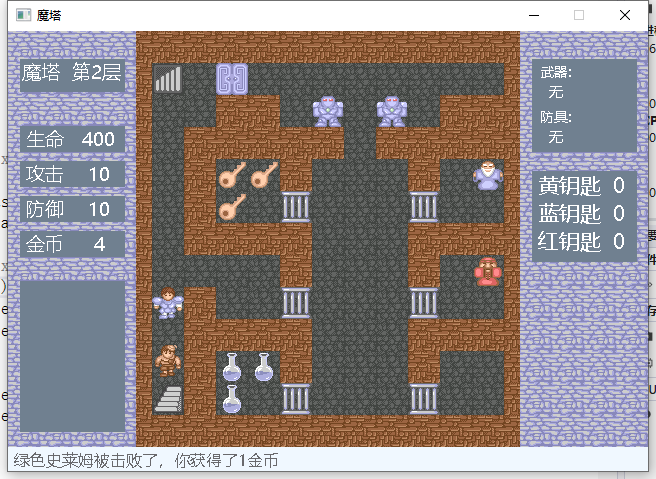 魔塔
魔塔 第2层
生命 400
攻击 10
防御 10
金币 4
武器:
无
防具:
无
黄钥匙 0
蓝钥匙 0
红钥匙 0
绿色史莱姆被击败了，你获得了1金币